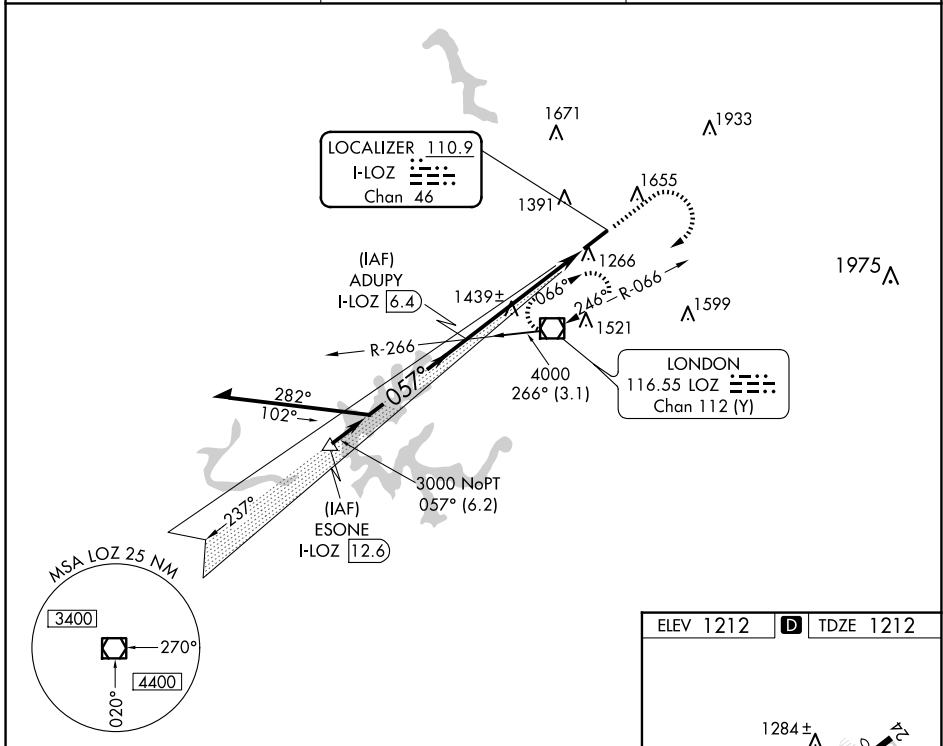 1671
1933
LOCALIZER 110.9
I-LOZ
Chan 46
1655
1391
(IAF)
ADUPY
I-LOZ 6.4
1266
1975
1439±
066°
246°
R-066
1599
1521
R-266
4000
266° (3.1)
LONDON
116.55 LOZ
Chan 112 (Y)
057°
282°
102°
3000 NoPT
057° (6.2)
(IAF)
ESONE
I-LOZ 12.6
237°
MSA LOZ 25 NM
3400
270°
4400
020°
ELEV 1212 D TDZE 1212
1284±
24